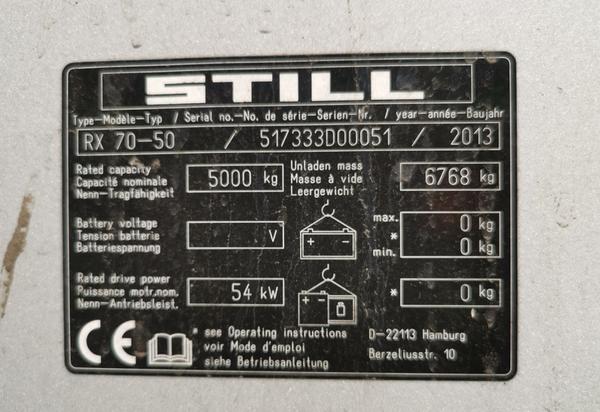 STILL
Type-Modèle-Typ / Serial no.-No. de série-Serien-Nr. / year-année-Baujahr
RX 70-50 / 517333D00051 / 2013
Rated capacity
Capacité nominale
Nenn-Tragfähigkeit
5000 kg
Unladen mass
Masse à vide
Leergewicht
6768 kg
Battery voltage
Tension batterie
Batteriespannung
V
+ -
max. 0 kg
*
min. 0 kg
Rated drive power
Puissance motr.nom.
Nenn-Antriebsleist.
54 kW
+ -
* 0 kg
CE
* see Operating instructions
voir Mode d'emploi
siehe Betriebsanleitung
D-22113 Hamburg
Berzeliusstr. 10